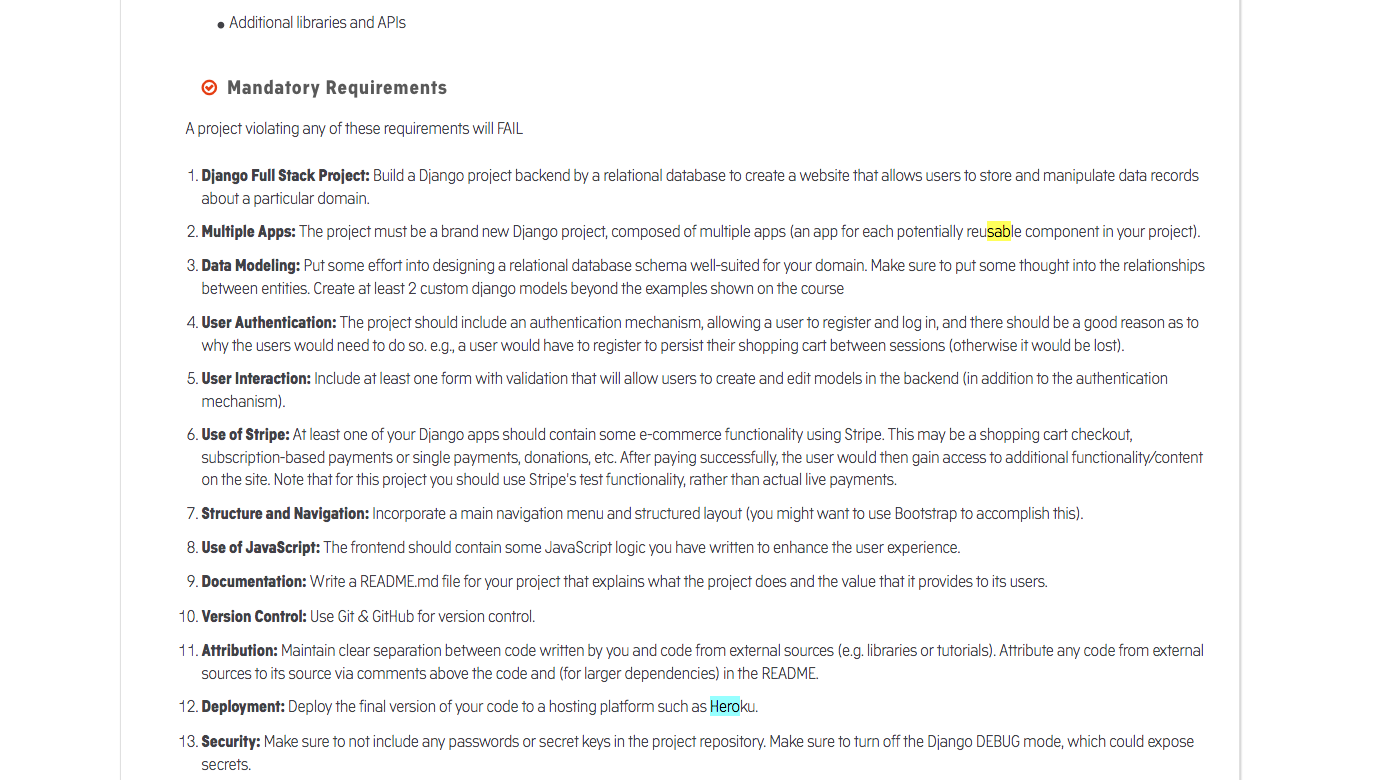 ● Additional libraries and APIs
Mandatory Requirements
A project violating any of these requirements will FAIL
1. Django Full Stack Project: Build a Django project backend by a relational database to create a website that allows users to store and manipulate data records
about a particular domain.
2. Multiple Apps: The project must be a brand new Django project, composed of multiple apps (an app for each potentially reusable component in your project).
3. Data Modeling: Put some effort into designing a relational database schema well-suited for your domain. Make sure to put some thought into the relationships
between entities. Create at least 2 custom django models beyond the examples shown on the course
4. User Authentication: The project should include an authentication mechanism, allowing a user to register and log in, and there should be a good reason as to
why the users would need to do so. e.g., a user would have to register to persist their shopping cart between sessions (otherwise it would be lost).
5. User Interaction: Include at least one form with validation that will allow users to create and edit models in the backend (in addition to the authentication
mechanism).
6. Use of Stripe: At least one of your Django apps should contain some e-commerce functionality using Stripe. This may be a shopping cart checkout,
subscription-based payments or single payments, donations, etc. After paying successfully, the user would then gain access to additional functionality/content
on the site. Note that for this project you should use Stripe's test functionality, rather than actual live payments.
7. Structure and Navigation: Incorporate a main navigation menu and structured layout (you might want to use Bootstrap to accomplish this).
8. Use of JavaScript: The frontend should contain some JavaScript logic you have written to enhance the user experience.
9. Documentation: Write a README.md file for your project that explains what the project does and the value that it provides to its users.
10. Version Control: Use Git & GitHub for version control.
11. Attribution: Maintain clear separation between code written by you and code from external sources (e.g. libraries or tutorials). Attribute any code from external
sources to its source via comments above the code and (for larger dependencies) in the README.
12. Deployment: Deploy the final version of your code to a hosting platform such as Heroku.
13. Security: Make sure to not include any passwords or secret keys in the project repository. Make sure to turn off the Django DEBUG mode, which could expose
secrets.